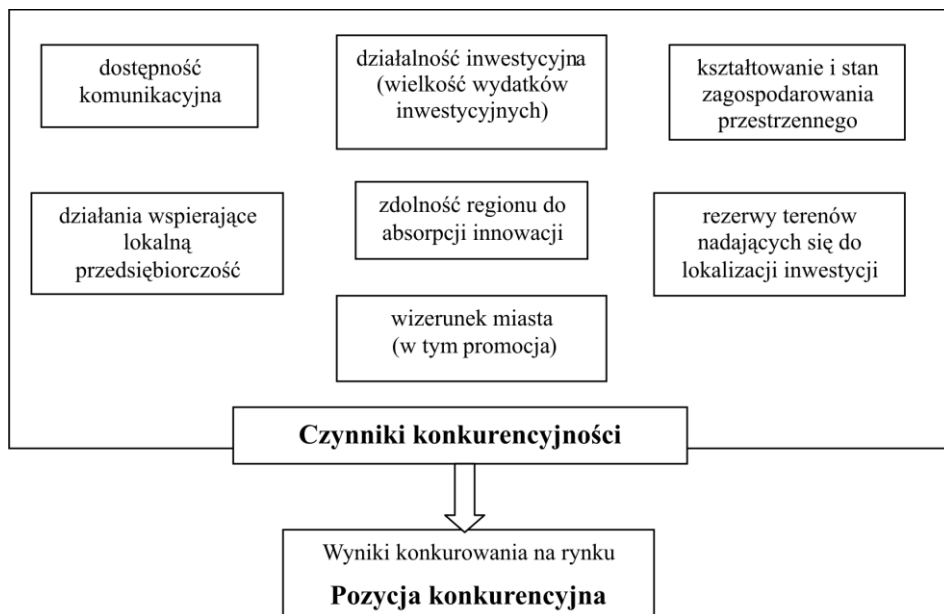 dostępność
komunikacyjna
działalność inwestycyjna
(wielkość wydatków
inwestycyjnych)
kształtowanie i stan
zagospodarowania
przestrzennego
działania wspierające
lokalną
przedsiębiorczość
zdolność regionu do
absorpcji innowacji
rezerwy terenów
nadających się do
lokalizacji inwestycji
wizerunek miasta
(w tym promocja)
Czynniki konkurencyjności
Wyniki konkurowania na rynku
Pozycja konkurencyjna